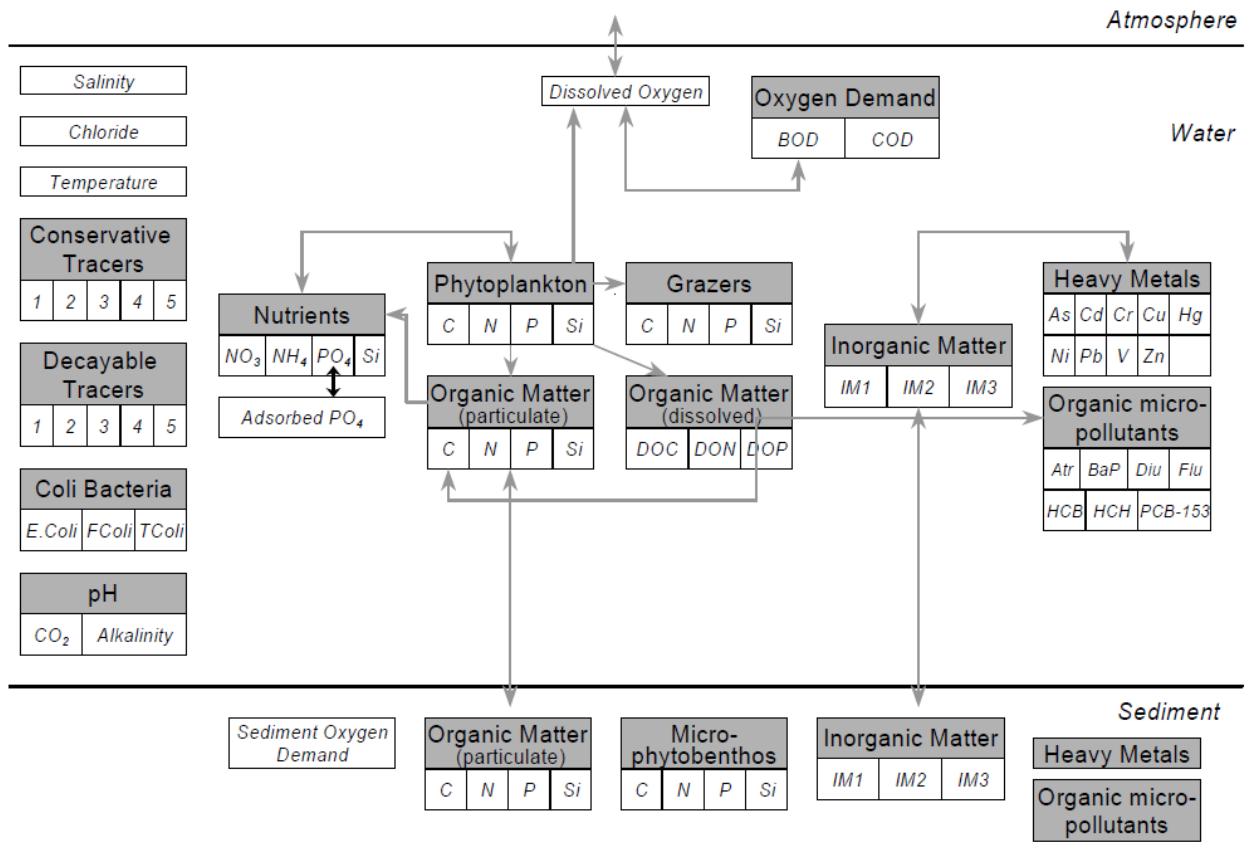 Atmosphere
Salinity
Dissolved Oxygen
Oxygen Demand
BOD COD
Chloride
Water
Temperature
Conservative
Tracers
1 2 3 4 5
Nutrients
NO₃ NH₄ PO₄ Si
Adsorbed PO₄
Phytoplankton
C N P Si
Grazers
C N P Si
Inorganic Matter
IM1 IM2 IM3
Heavy Metals
As Cd Cr Cu Hg
Ni Pb V Zn
Decayable
Tracers
1 2 3 4 5
Organic Matter
(particulate)
C N P Si
Organic Matter
(dissolved)
DOC DON DOP
Organic micro-
pollutants
Atr BaP Diu Flu
HCB HCH PCB-153
Coli Bacteria
E.Coli FColi TColi
pH
CO₂ Alkalinity
Sediment
Sediment Oxygen
Demand
Organic Matter
(particulate)
C N P Si
Micro-
phytobenthos
C N P Si
Inorganic Matter
IM1 IM2 IM3
Heavy Metals
Organic micro-
pollutants